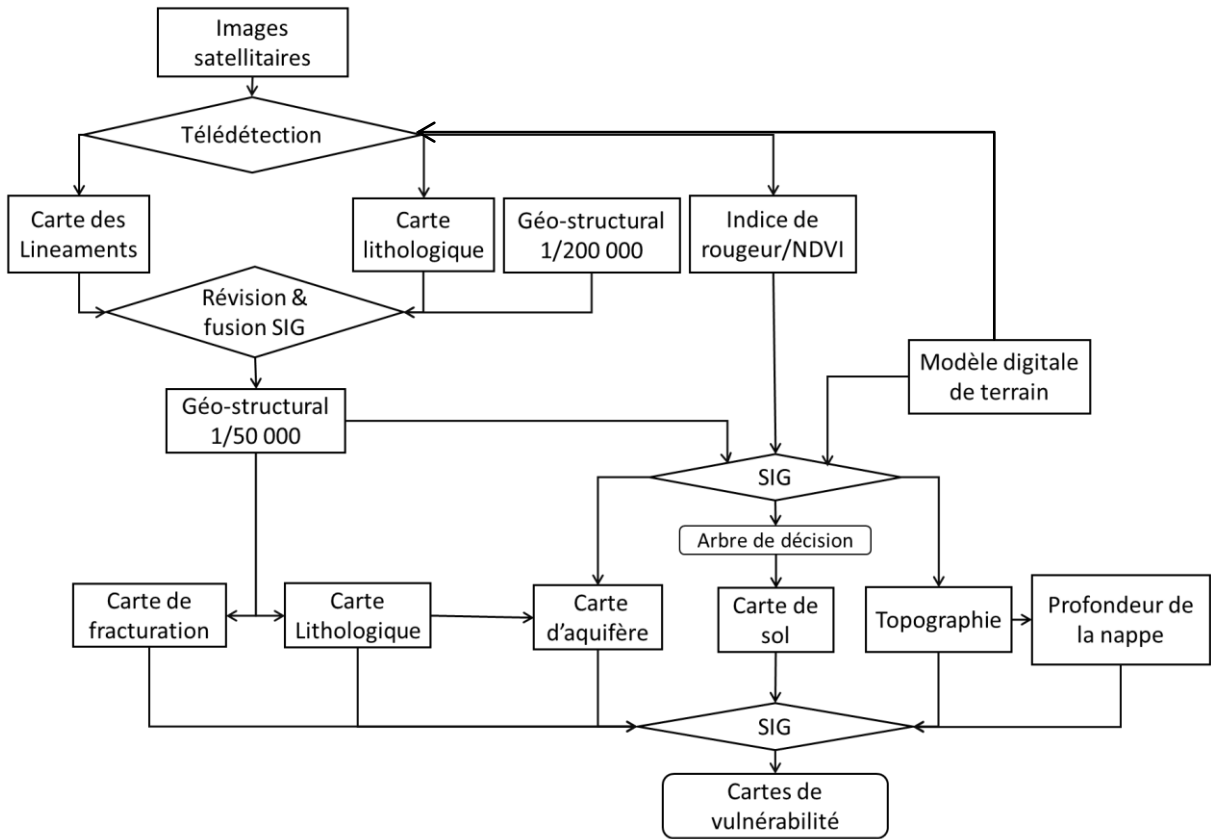 Images
satellitaires
Télédétection
Carte des
Lineaments
Carte
lithologique
Géo-structural
1/200 000
Indice de
rougeur/NDVI
Révision &
fusion SIG
Modèle digitale
de terrain
Géo-structural
1/50 000
SIG
Arbre de décision
Carte de
fracturation
Carte
Lithologique
Carte
d’aquifère
Carte de
sol
Topographie
Profondeur de
la nappe
SIG
Cartes de
vulnérabilité